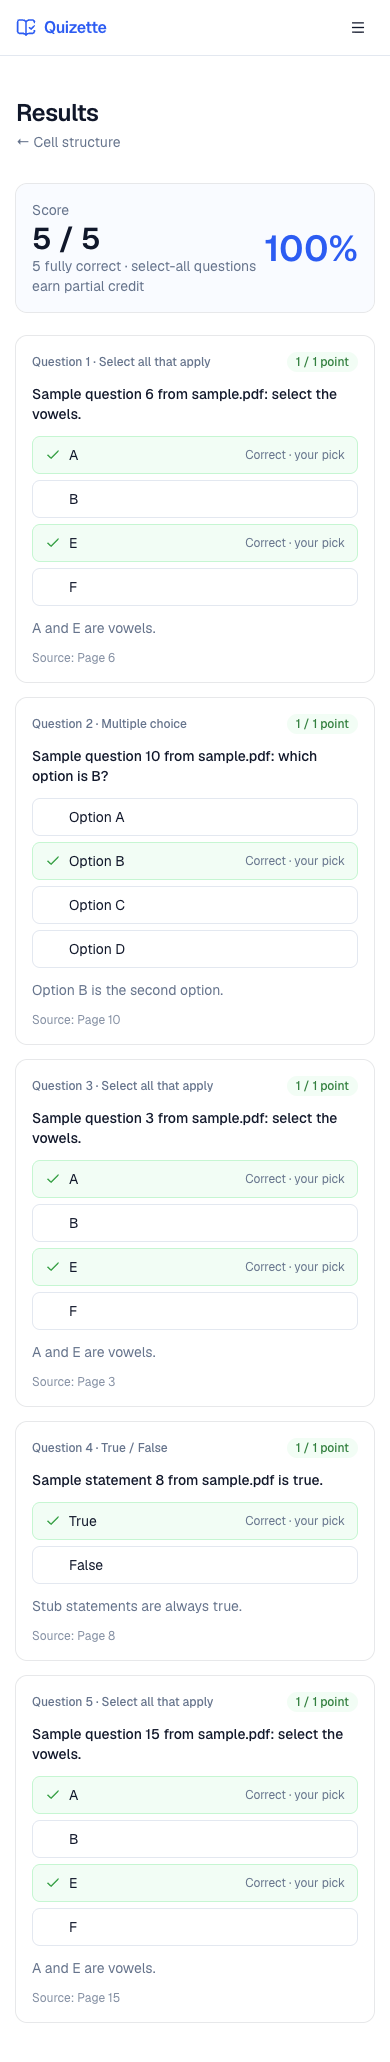 Quizette
Results
← Cell structure
Score
5 / 5
5 fully correct · select-all questions
earn partial credit
100%
Question 1 · Select all that apply
1 / 1 point
Sample question 6 from sample.pdf: select the
vowels.
A
Correct · your pick
B
E
Correct · your pick
F
A and E are vowels.
Source: Page 6
Question 2 · Multiple choice
1 / 1 point
Sample question 10 from sample.pdf: which
option is B?
Option A
Option B
Correct · your pick
Option C
Option D
Option B is the second option.
Source: Page 10
Question 3 · Select all that apply
1 / 1 point
Sample question 3 from sample.pdf: select the
vowels.
A
Correct · your pick
B
E
Correct · your pick
F
A and E are vowels.
Source: Page 3
Question 4 · True / False
1 / 1 point
Sample statement 8 from sample.pdf is true.
True
Correct · your pick
False
Stub statements are always true.
Source: Page 8
Question 5 · Select all that apply
1 / 1 point
Sample question 15 from sample.pdf: select the
vowels.
A
Correct · your pick
B
E
Correct · your pick
F
A and E are vowels.
Source: Page 15